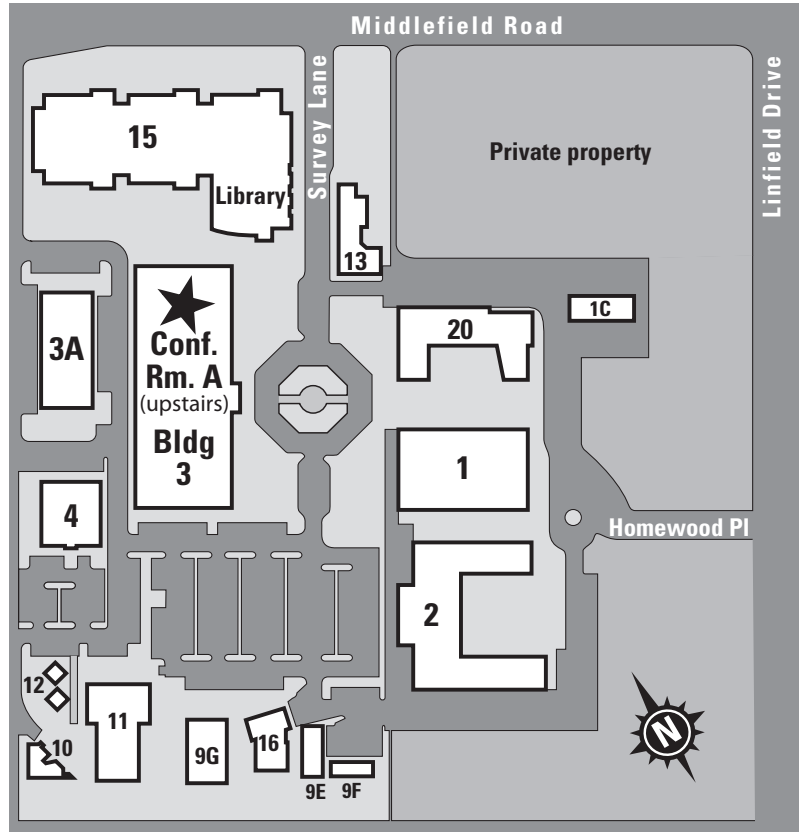 Middlefield Road
Survey Lane
Linfield Drive
15
Library
Private property
13
1C
20
3A
Conf.
Rm. A
(upstairs)
Bldg
3
1
4
Homewood Pl
2
12
11
10
9G
16
9E
9F
N